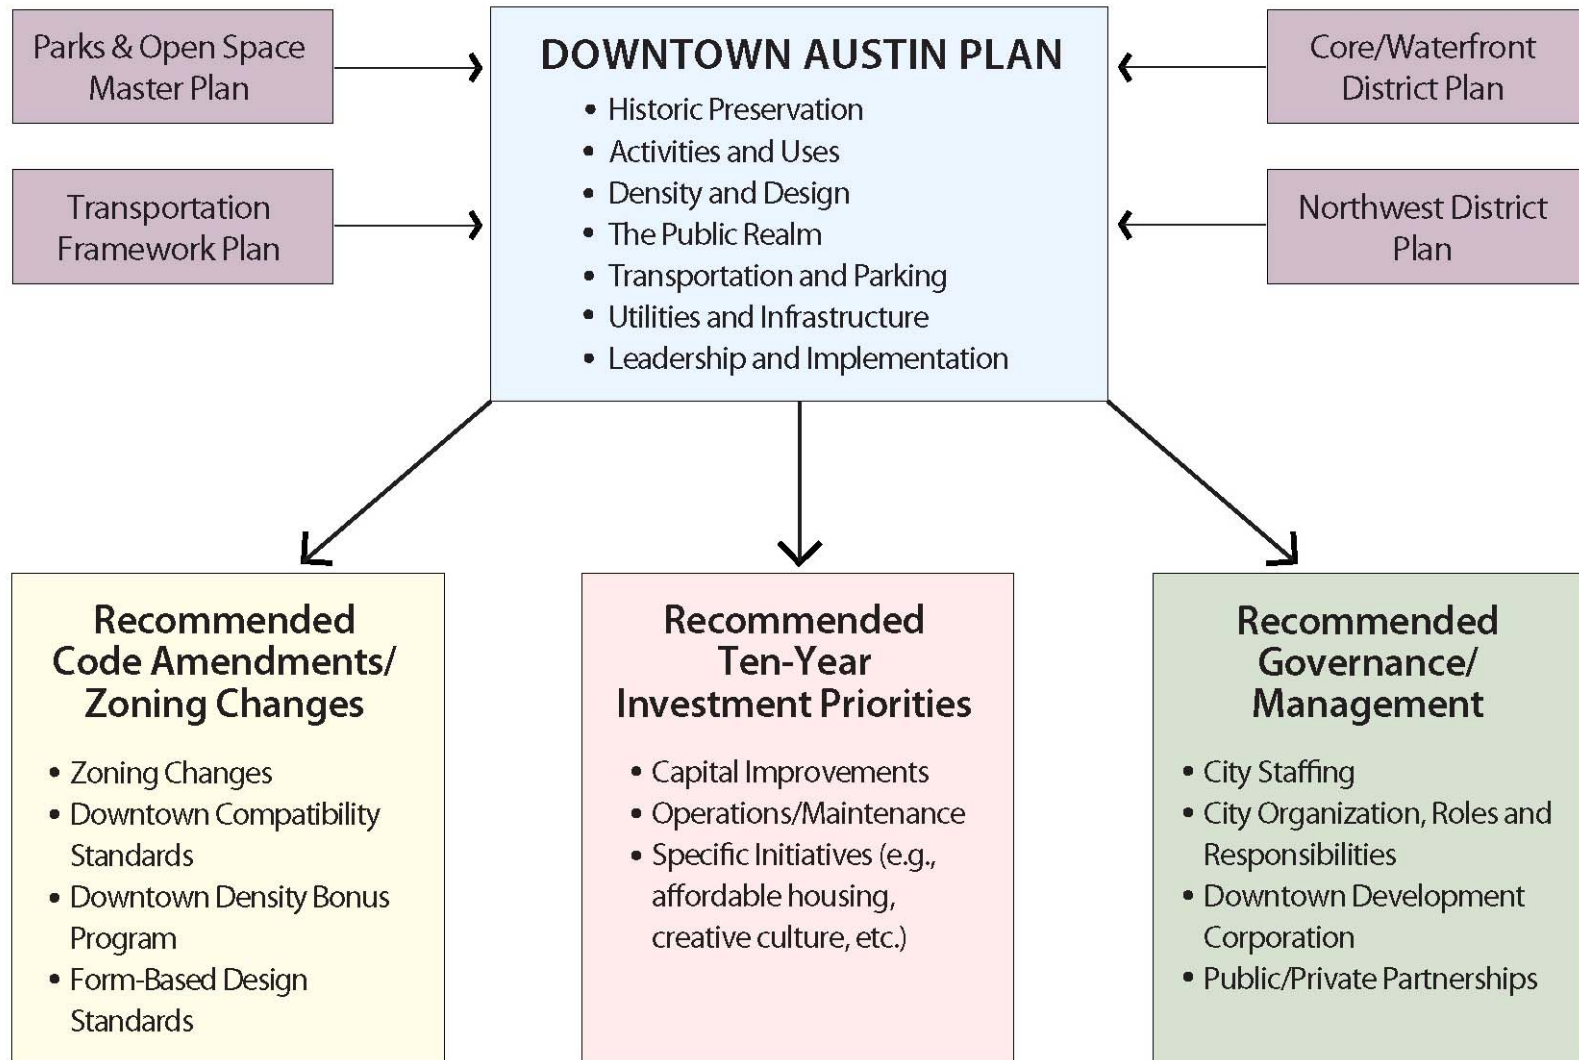 Parks & Open Space
Master Plan
Transportation
Framework Plan
DOWNTOWN AUSTIN PLAN
• Historic Preservation
• Activities and Uses
• Density and Design
• The Public Realm
• Transportation and Parking
• Utilities and Infrastructure
• Leadership and Implementation
Core/Waterfront
District Plan
Northwest District
Plan
Recommended
Code Amendments/
Zoning Changes
• Zoning Changes
• Downtown Compatibility
Standards
• Downtown Density Bonus
Program
• Form-Based Design
Standards
Recommended
Ten-Year
Investment Priorities
• Capital Improvements
• Operations/Maintenance
• Specific Initiatives (e.g.,
affordable housing,
creative culture, etc.)
Recommended
Governance/
Management
• City Staffing
• City Organization, Roles and
Responsibilities
• Downtown Development
Corporation
• Public/Private Partnerships